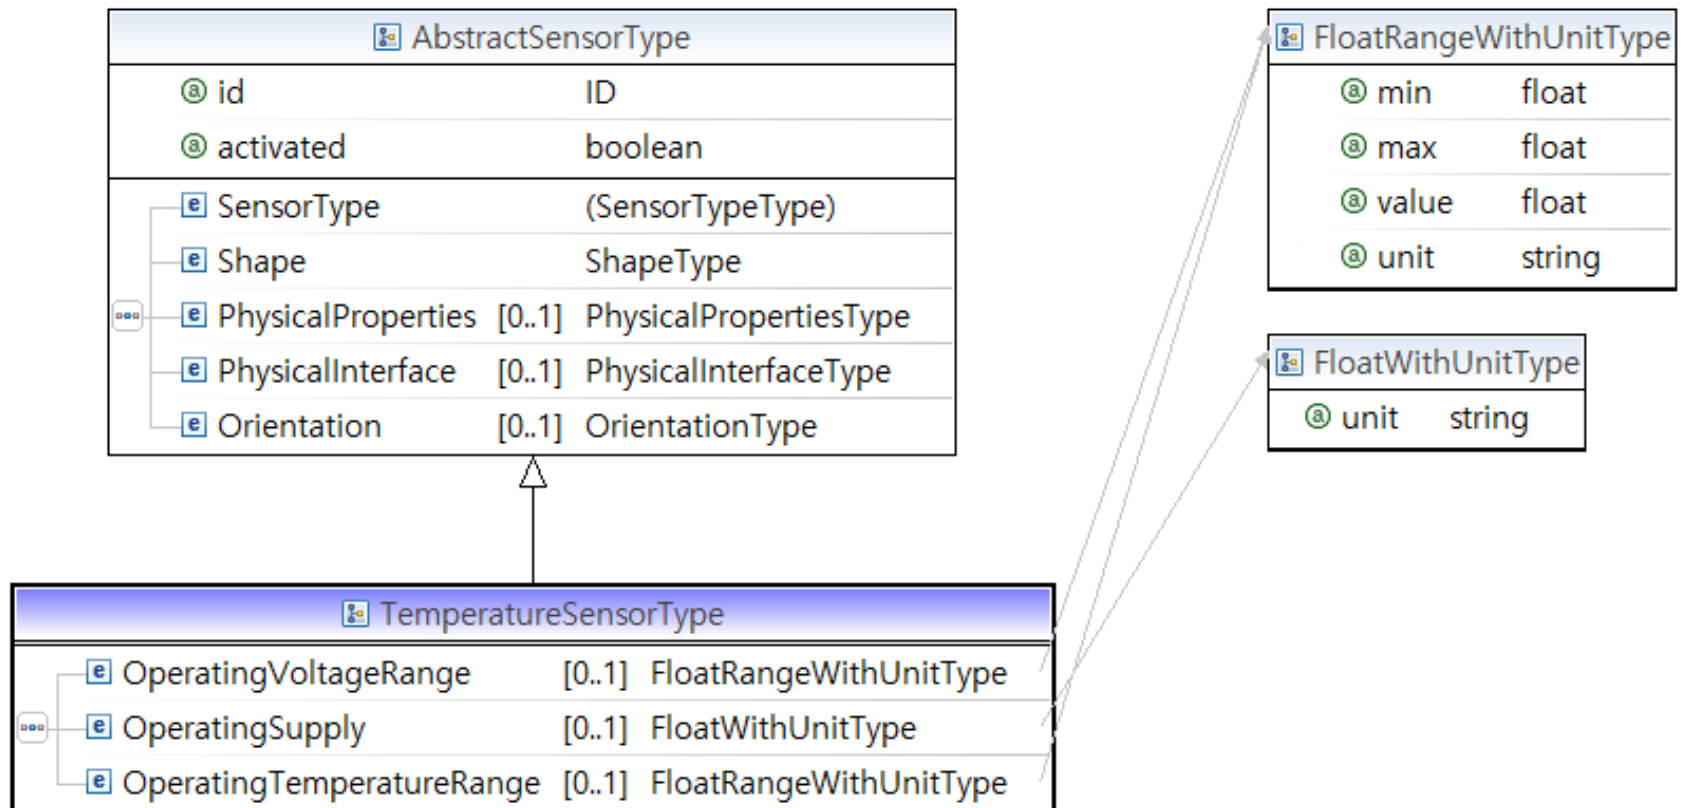 AbstractSensorType
id ID
activated boolean
SensorType (SensorTypeType)
Shape ShapeType
PhysicalProperties [0..1] PhysicalPropertiesType
PhysicalInterface [0..1] PhysicalInterfaceType
Orientation [0..1] OrientationType
FloatRangeWithUnitType
min float
max float
value float
unit string
FloatWithUnitType
unit string
TemperatureSensorType
OperatingVoltageRange [0..1] FloatRangeWithUnitType
OperatingSupply [0..1] FloatWithUnitType
OperatingTemperatureRange [0..1] FloatRangeWithUnitType